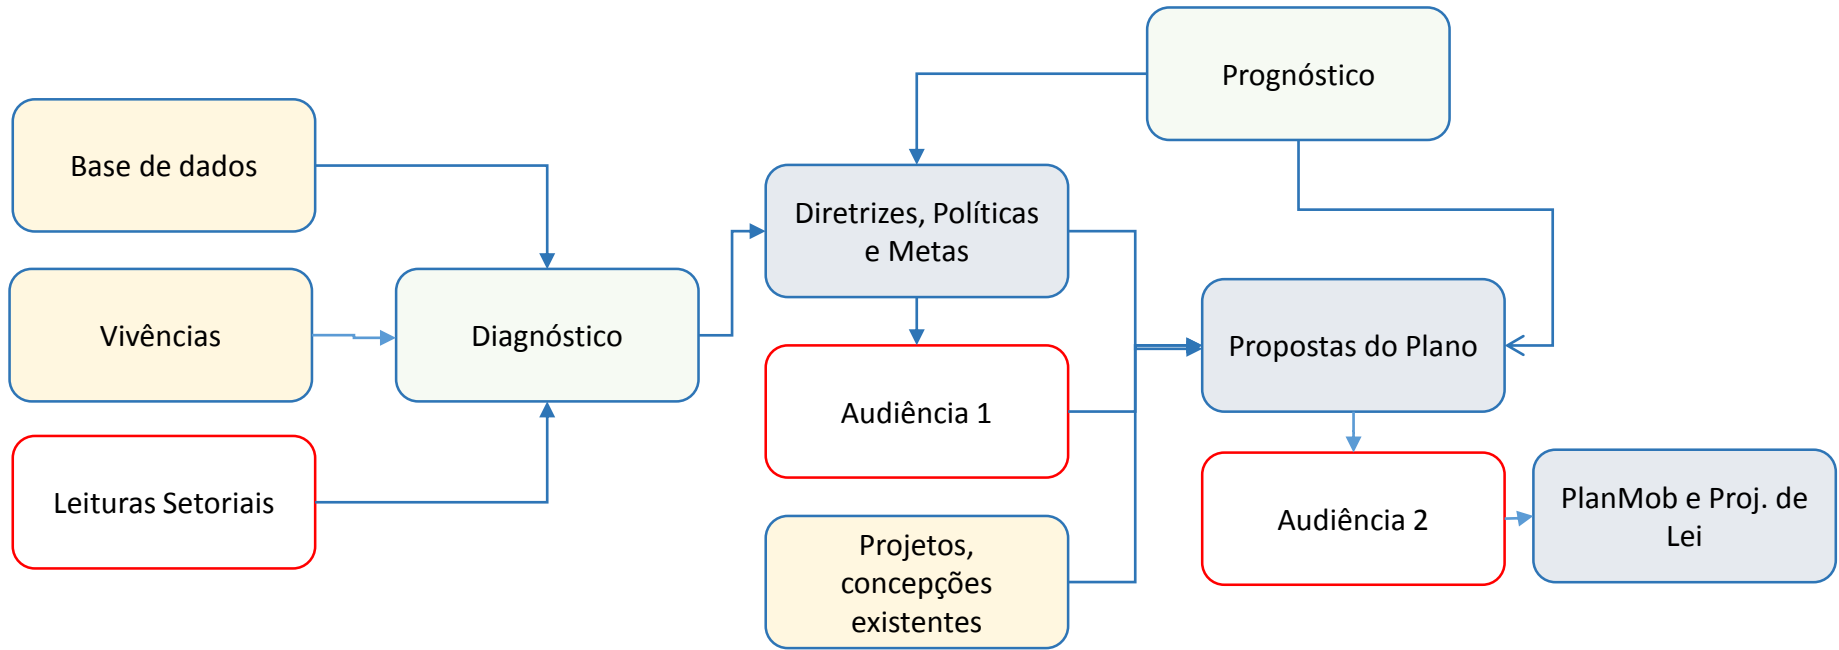 Prognóstico
Base de dados
Diretrizes, Políticas
e Metas
Vivências
Diagnóstico
Propostas do Plano
Audiência 1
Leituras Setoriais
Audiência 2
PlanMob e Proj. de
Lei
Projetos,
concepções
existentes